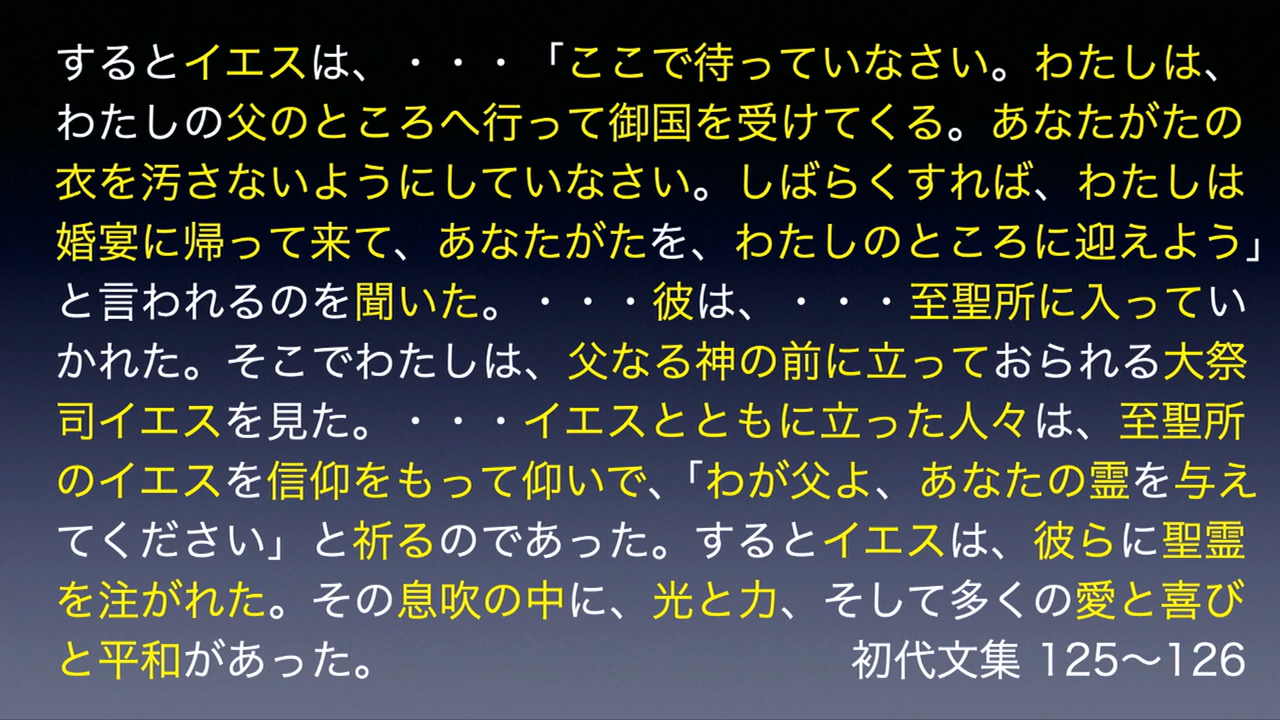 するとイエスは、・・・「ここで待っていなさい。わたしは、
わたしの父のところへ行って御国を受けてくる。あなたがたの
衣を汚さないようにしていなさい。しばらくすれば、わたしは
婚宴に帰って来て、あなたがたを、わたしのところに迎えよう」
と言われるのを聞いた。・・・彼は、・・・至聖所に入ってい
かれた。そこでわたしは、父なる神の前に立っておられる大祭
司イエスを見た。・・・イエスとともに立った人々は、至聖所
のイエスを信仰をもって仰いで、「わが父よ、あなたの霊を与え
てください」と祈るのであった。するとイエスは、彼らに聖霊
を注がれた。その息吹の中に、光と力、そして多くの愛と喜び
と平和があった。
初代文集 125〜126